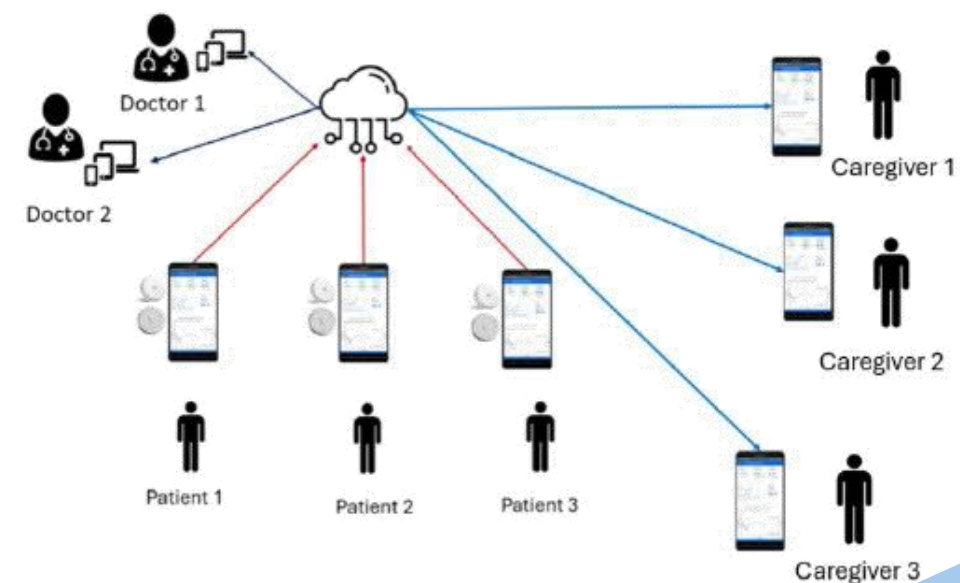 Doctor 1
Doctor 2
Caregiver 1
Caregiver 2
Patient 1
Patient 2
Patient 3
Caregiver 3